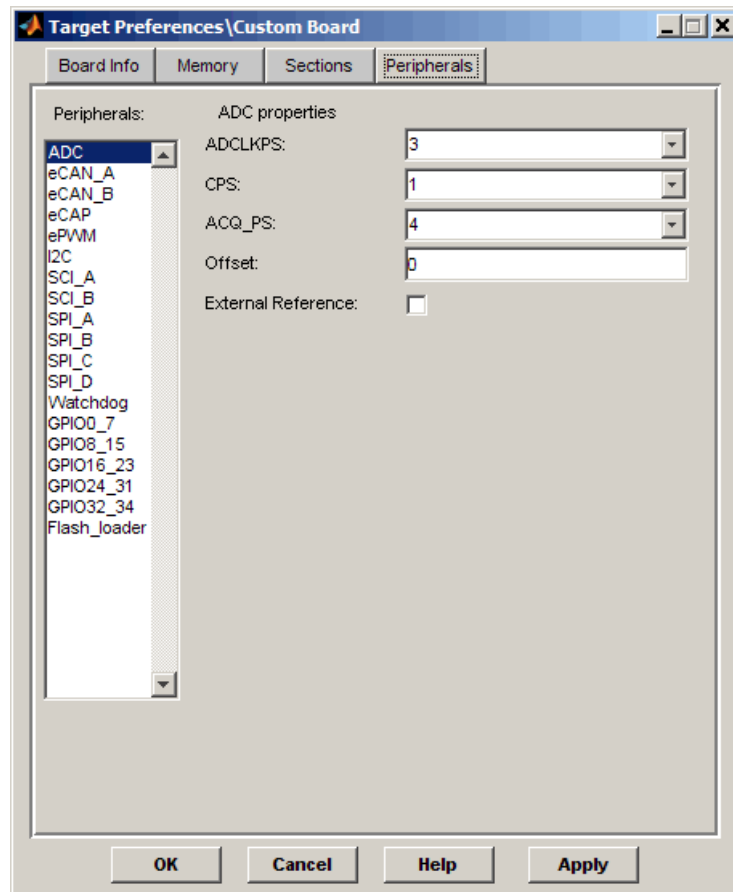 Target Preferences\Custom Board
Board Info Memory Sections Peripherals
Peripherals: ADC properties
ADC
eCAN_A
eCAN_B
eCAP
ePWM
I2C
SCI_A
SCI_B
SPI_A
SPI_B
SPI_C
SPI_D
Watchdog
GPIO0_7
GPIO8_15
GPIO16_23
GPIO24_31
GPIO32_34
Flash_loader
ADCLKPS: 3
CPS: 1
ACQ_PS: 4
Offset: 0
External Reference:
OK Cancel Help Apply